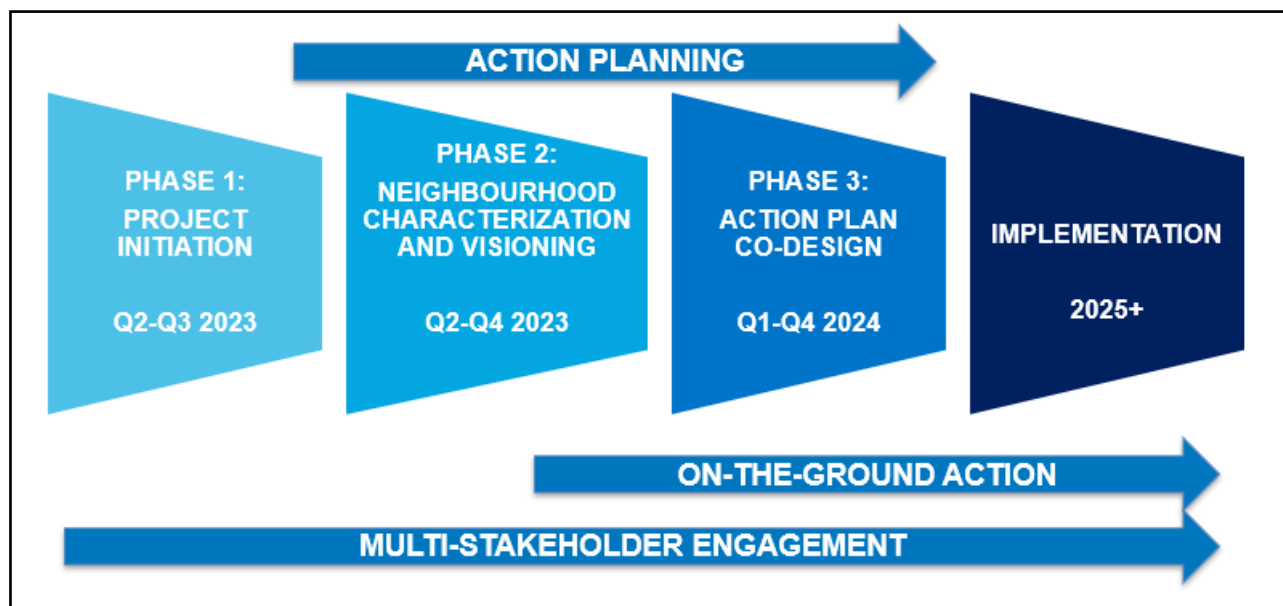 ACTION PLANNING
PHASE 1:
PROJECT
INITIATION
Q2-Q3 2023
PHASE 2:
NEIGHBOURHOOD
CHARACTERIZATION
AND VISIONING
Q2-Q4 2023
PHASE 3:
ACTION PLAN
CO-DESIGN
Q1-Q4 2024
IMPLEMENTATION
2025+
ON-THE-GROUND ACTION
MULTI-STAKEHOLDER ENGAGEMENT